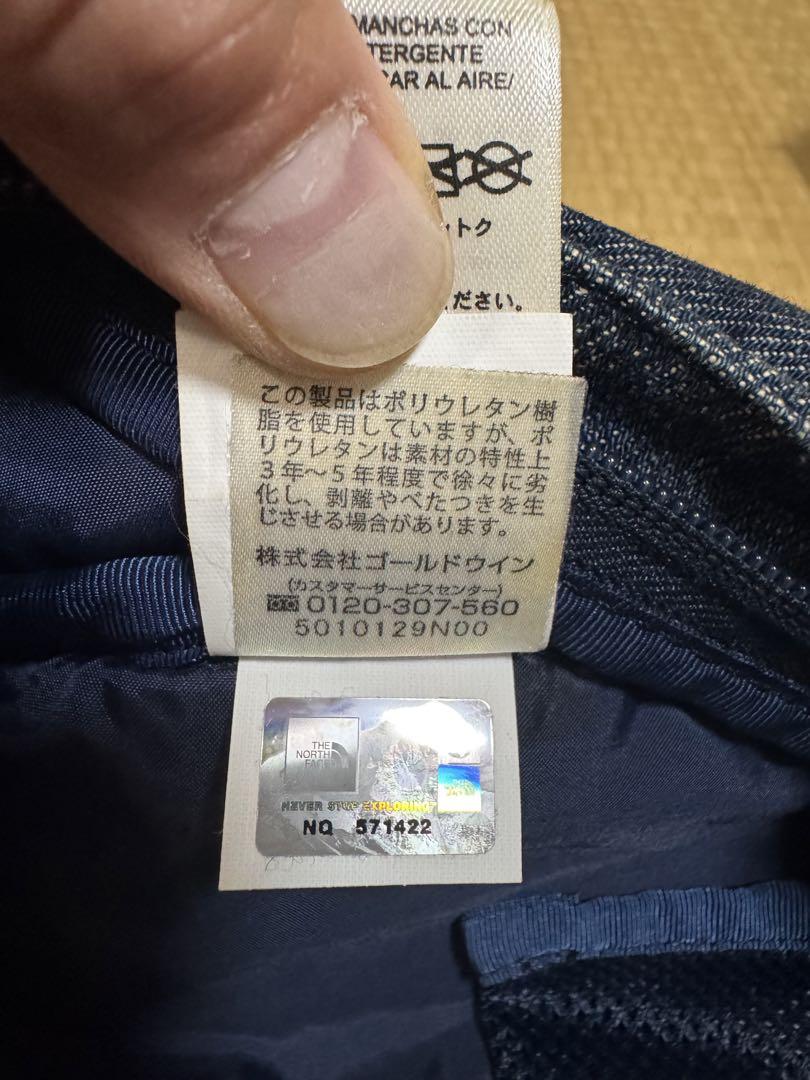 MANCHAS CON
TERGENTE
CAR AL AIRE/
ットク
ください。
この製品はポリウレタン樹
脂を使用していますが、ポ
リウレタンは素材の特性上
3年～5年程度で徐々に劣
化し、剥離やべたつきを生
じさせる場合があります。
株式会社ゴールドウイン
(カスタマーサービスセンター)
0120-307-560
5010129N00
THE
NORTH
FACE
NEVER STOP EXPLORING
NQ 571422